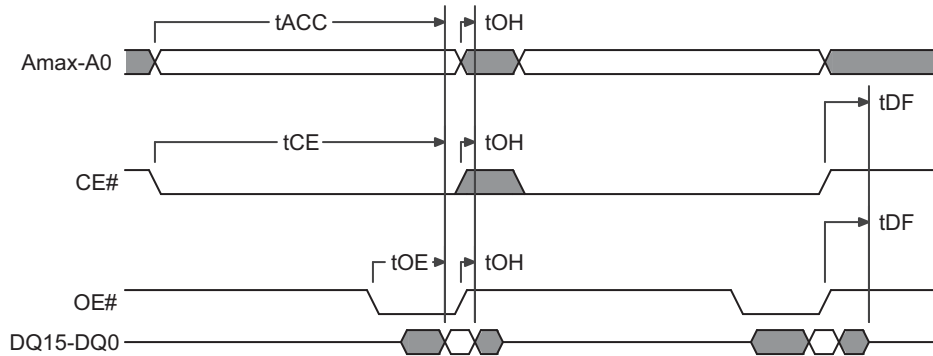 tACC tOH
Amax-A0
tDF
tCE tOH
CE#
tDF
tOE tOH
OE#
DQ15-DQ0